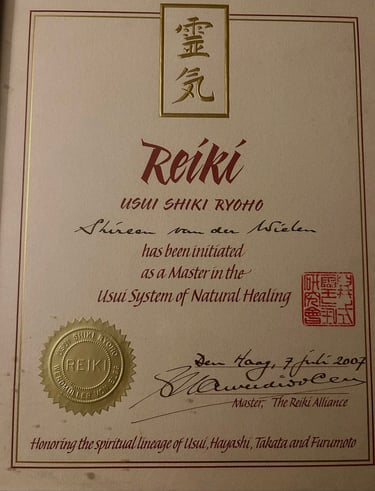 靈
気
Reiki
USUI SHIKI RYOHO
Shireen van der Wielen
has been initiated
as a Master in the
Usui System of Natural Healing
Den Haag, 7 juli 2007
REIKI
Master, The Reiki Alliance
Honoring the spiritual lineage of Usui, Hayashi, Takata and Furumoto